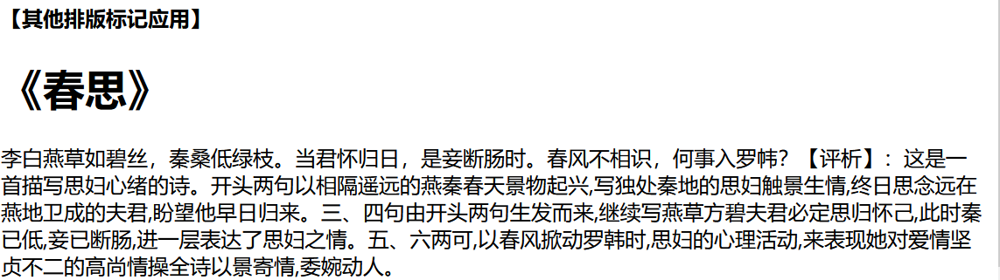 【其他排版标记应用】
《春思》
李白燕草如碧丝，秦桑低绿枝。当君怀归日，是妾断肠时。春风不相识，何事入罗帏？【评析】：这是一
首描写思妇心绪的诗。开头两句以相隔遥远的燕秦春天景物起兴,写独处秦地的思妇触景生情,终日思念远在
燕地卫成的夫君,盼望他早日归来。三、四句由开头两句生发而来,继续写燕草方碧夫君必定思归怀己,此时秦
已低,妾已断肠,进一层表达了思妇之情。五、六两可,以春风掀动罗韩时,思妇的心理活动,来表现她对爱情坚
贞不二的高尚情操全诗以景寄情,委婉动人。